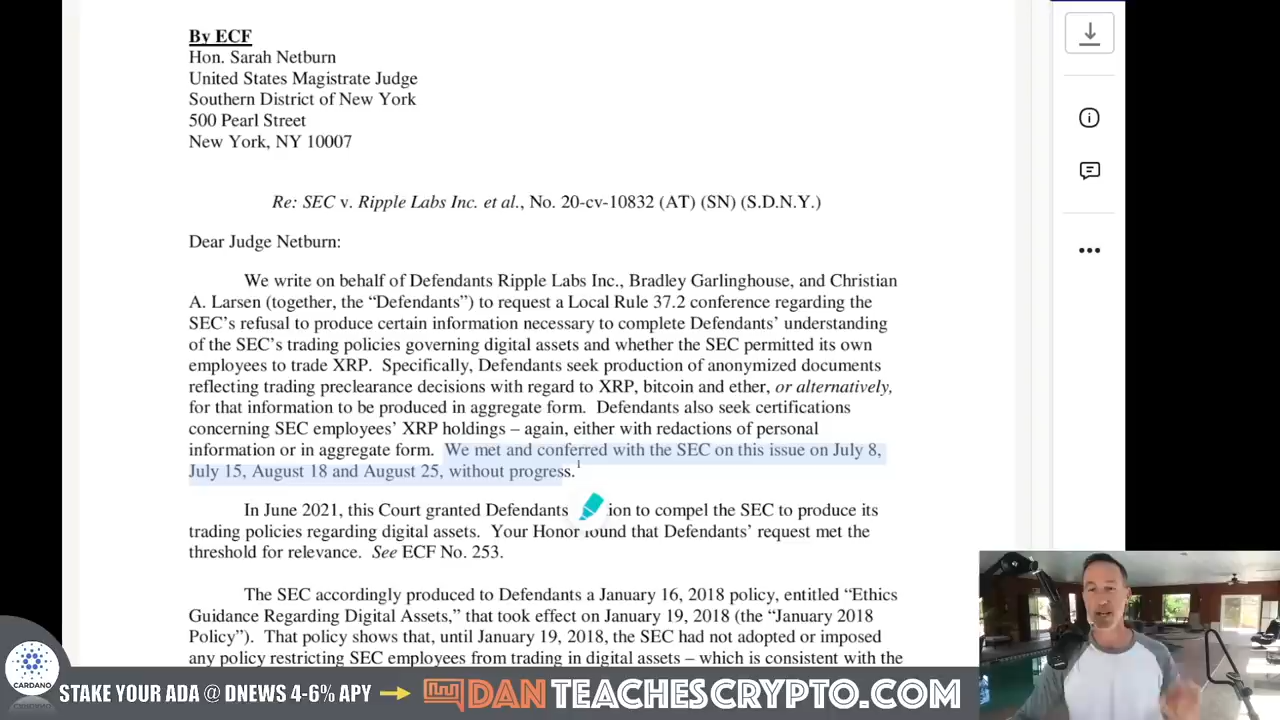 By ECF
Hon. Sarah Netburn
United States Magistrate Judge
Southern District of New York
500 Pearl Street
New York, NY 10007
Re: SEC v. Ripple Labs Inc. et al., No. 20-cv-10832 (AT) (SN) (S.D.N.Y.)
Dear Judge Netburn:
We write on behalf of Defendants Ripple Labs Inc., Bradley Garlinghouse, and Christian
A. Larsen (together, the “Defendants”) to request a Local Rule 37.2 conference regarding the
SEC’s refusal to produce certain information necessary to complete Defendants’ understanding
of the SEC’s trading policies governing digital assets and whether the SEC permitted its own
employees to trade XRP. Specifically, Defendants seek production of anonymized documents
reflecting trading preclearance decisions with regard to XRP, bitcoin and ether, or alternatively,
for that information to be produced in aggregate form. Defendants also seek certifications
concerning SEC employees’ XRP holdings – again, either with redactions of personal
information or in aggregate form. We met and conferred with the SEC on this issue on July 8,
July 15, August 18 and August 25, without progress.1
In June 2021, this Court granted Defendants ion to compel the SEC to produce its
trading policies regarding digital assets. Your Honor found that Defendants’ request met the
threshold for relevance. See ECF No. 253.
The SEC accordingly produced to Defendants a January 16, 2018 policy, entitled “Ethics
Guidance Regarding Digital Assets,” that took effect on January 19, 2018 (the “January 2018
Policy”). That policy shows that, until January 19, 2018, the SEC had not adopted or imposed
any policy restricting SEC employees from trading in digital assets – which is consistent with the
CARDANO
STAKE YOUR ADA @ DNEWS 4-6% APY
DANTEACHESCRYPTO.COM